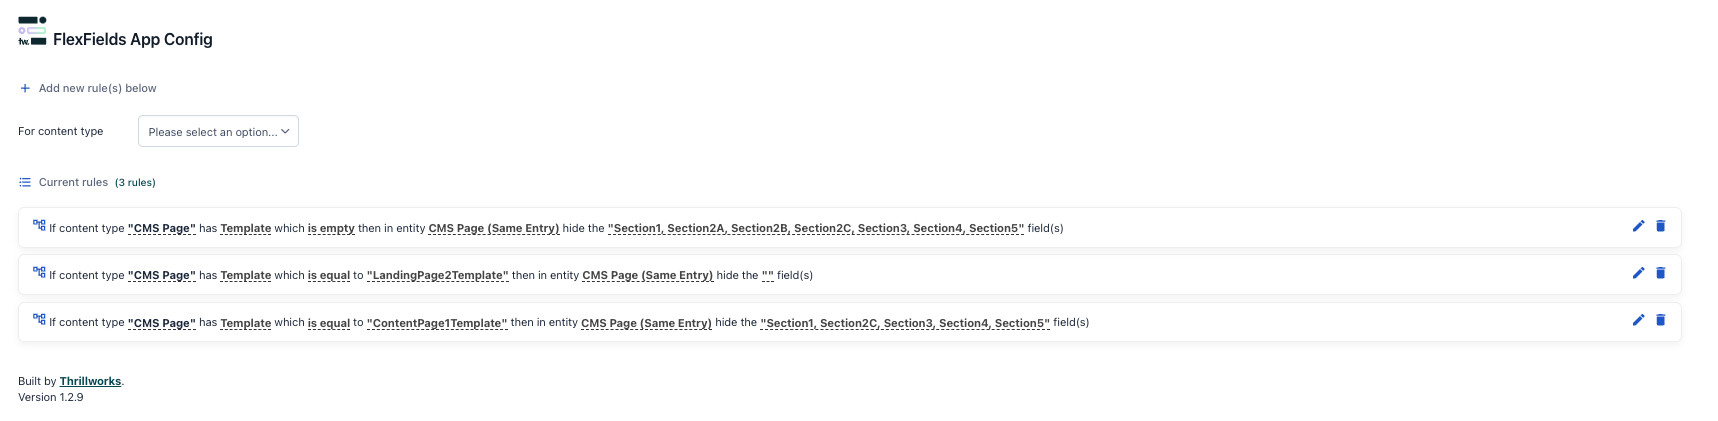 tw.
FlexFields App Config
Add new rule(s) below
For content type
Please select an option...
Current rules (3 rules)
If content type "CMS Page" has Template which is empty then in entity CMS Page (Same Entry) hide the "Section1, Section2A, Section2B, Section2C, Section3, Section4, Section5" field(s)
If content type "CMS Page" has Template which is equal to "LandingPage2Template" then in entity CMS Page (Same Entry) hide the "" field(s)
If content type "CMS Page" has Template which is equal to "ContentPage1Template" then in entity CMS Page (Same Entry) hide the "Section1, Section2C, Section3, Section4, Section5" field(s)
Built by Thrillworks.
Version 1.2.9